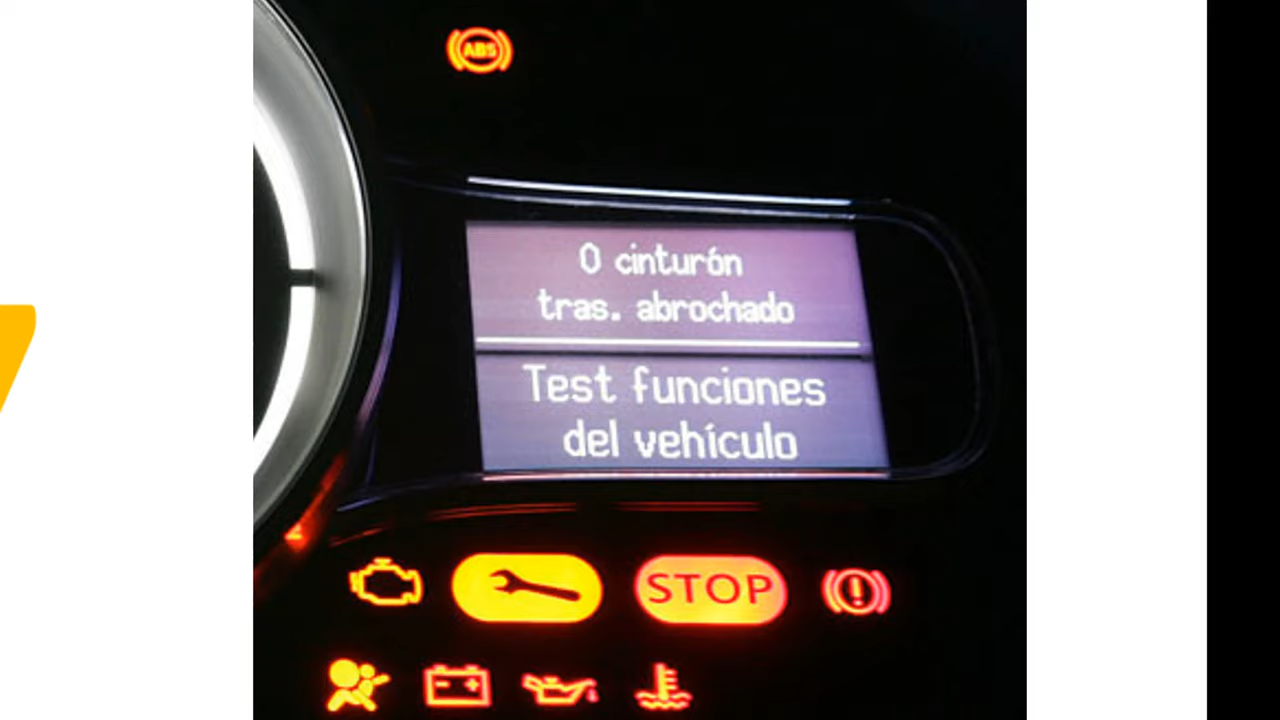 ABS
0 cinturón
tras. abrochado
Test funciones
del vehículo
STOP